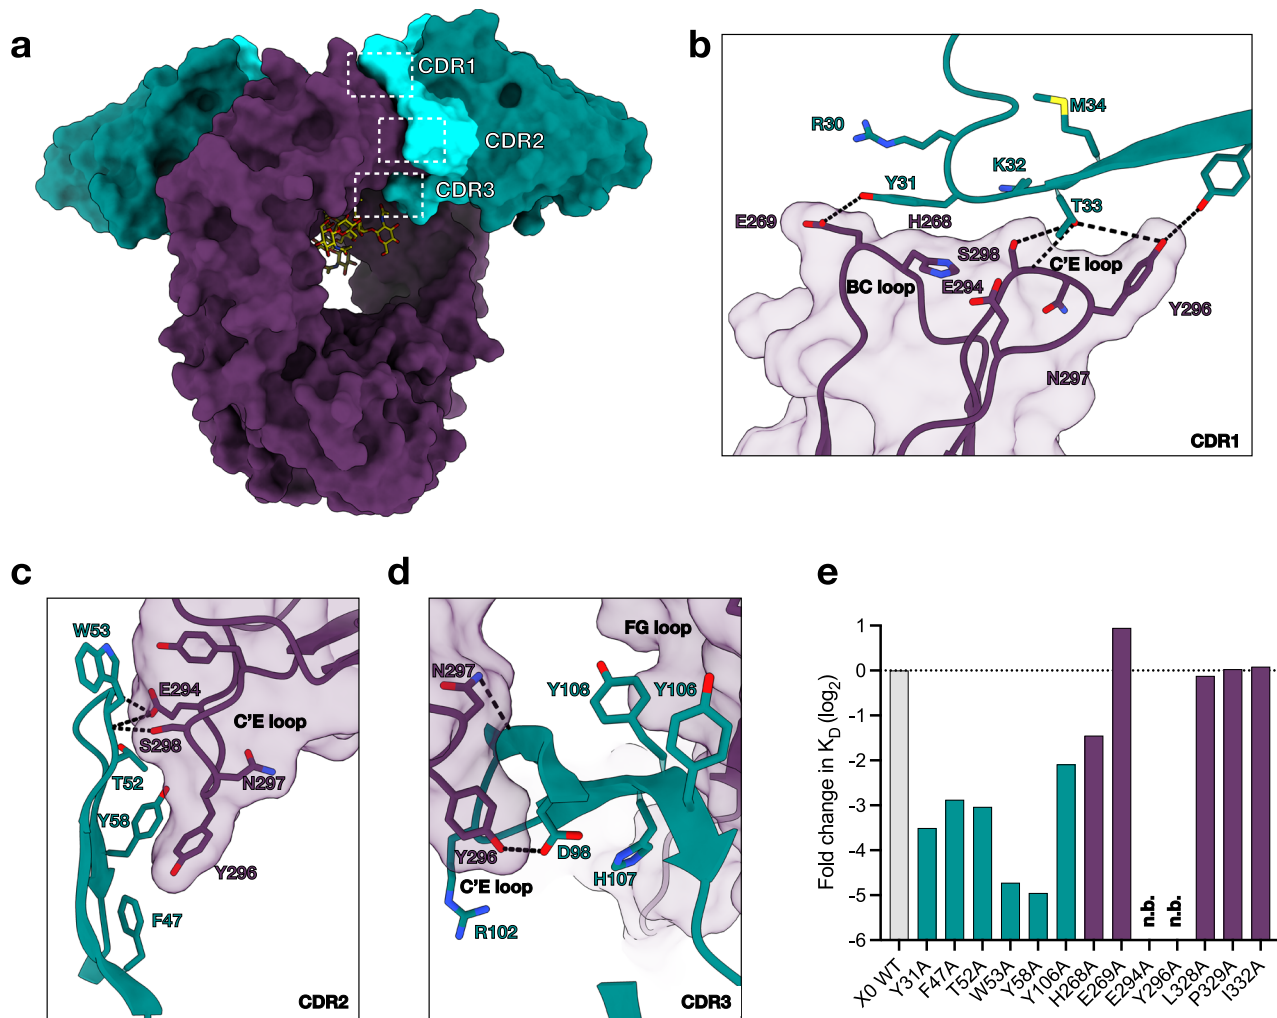 a
CDR1
CDR2
CDR3
b
R30
M34
K32
Y31
T33
E269
H268
S298
C'E loop
BC loop
E294
Y296
N297
CDR1
c
W53
E294
C'E loop
S298
T52
N297
Y58
Y296
F47
CDR2
d
FG loop
N297
Y108
Y106
Y296
D98
C'E loop
H107
R102
CDR3
e
Fold change in KD (log2)
1
0
-1
-2
-3
-4
-5
-6
n.b.
n.b.
X0 WT
Y31A
F47A
T52A
W53A
Y58A
Y106A
H268A
E269A
E294A
Y296A
L328A
P329A
I332A